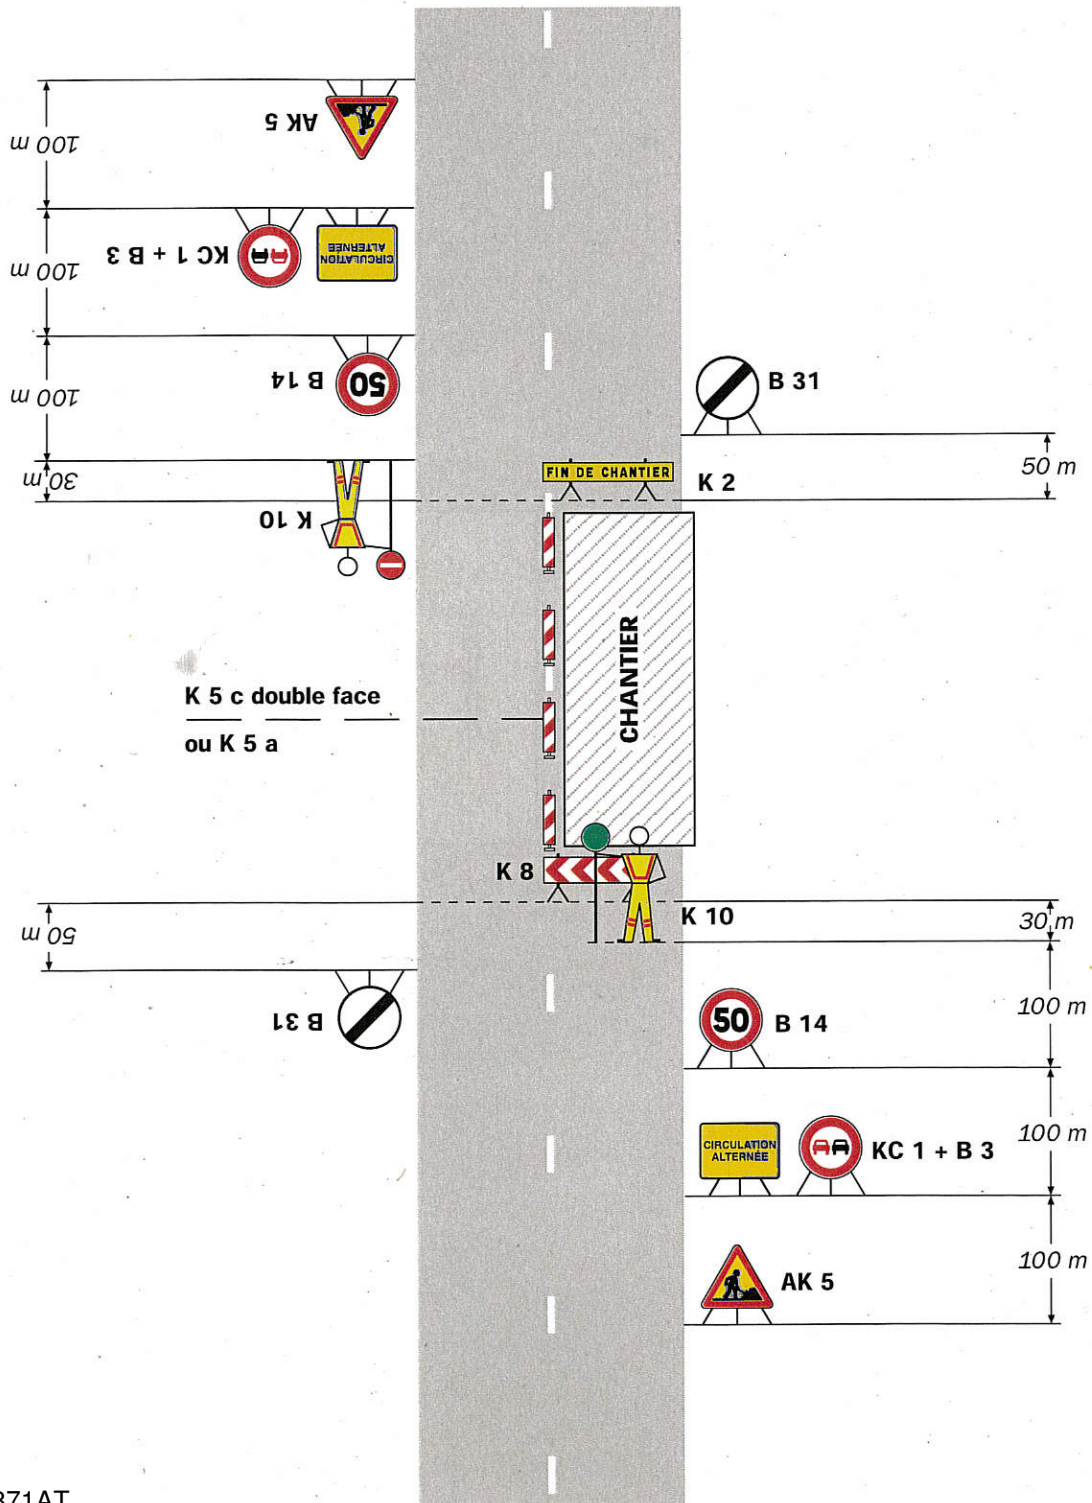 AK 5
100 m
KC 1 + B 3
CIRCULATION
ALTERNÉE
100 m
B 14
50
100 m
B 31
FIN DE CHANTIER
K 2
50 m
30 m
K 10
CHANTIER
K 5 c double face
ou K 5 a
K 8
K 10
30 m
50 m
B 31
50
B 14
100 m
CIRCULATION
ALTERNÉE
KC 1 + B 3
100 m
AK 5
100 m
371AT